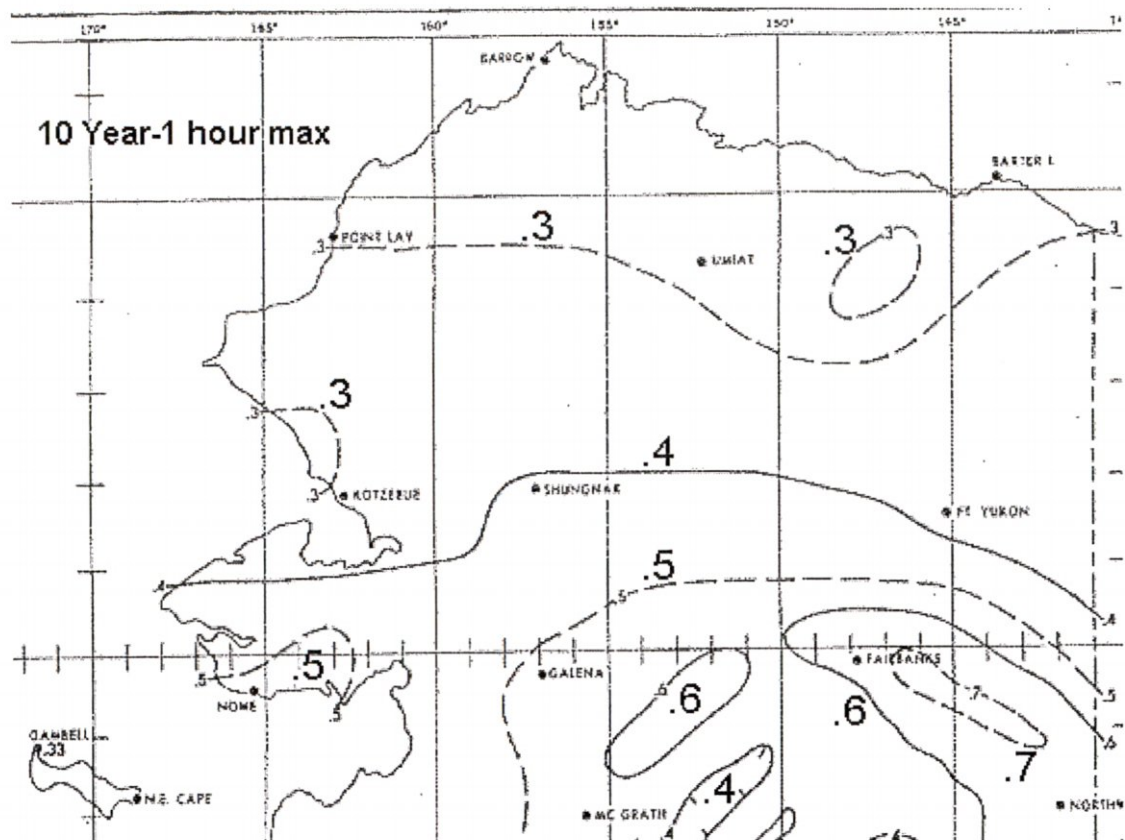 170° 165° 160° 155° 150° 145°
BARROW
10 Year-1 hour max
BARTER I.
.3 POINT LAY .3 .3 .3 .3
UMIAT
.3 .3
.4
.3 KOTZEBUE SHUNGNAK
FT. YUKON
.4 .5
.5 .4
.5 .5 GALENA FAIRBANKS
NOME .5 .6 .6 .7 .5
.6
GAMBELL
.33
.6
.7
N.E. CAPE .4
MC GRATH NORTHW